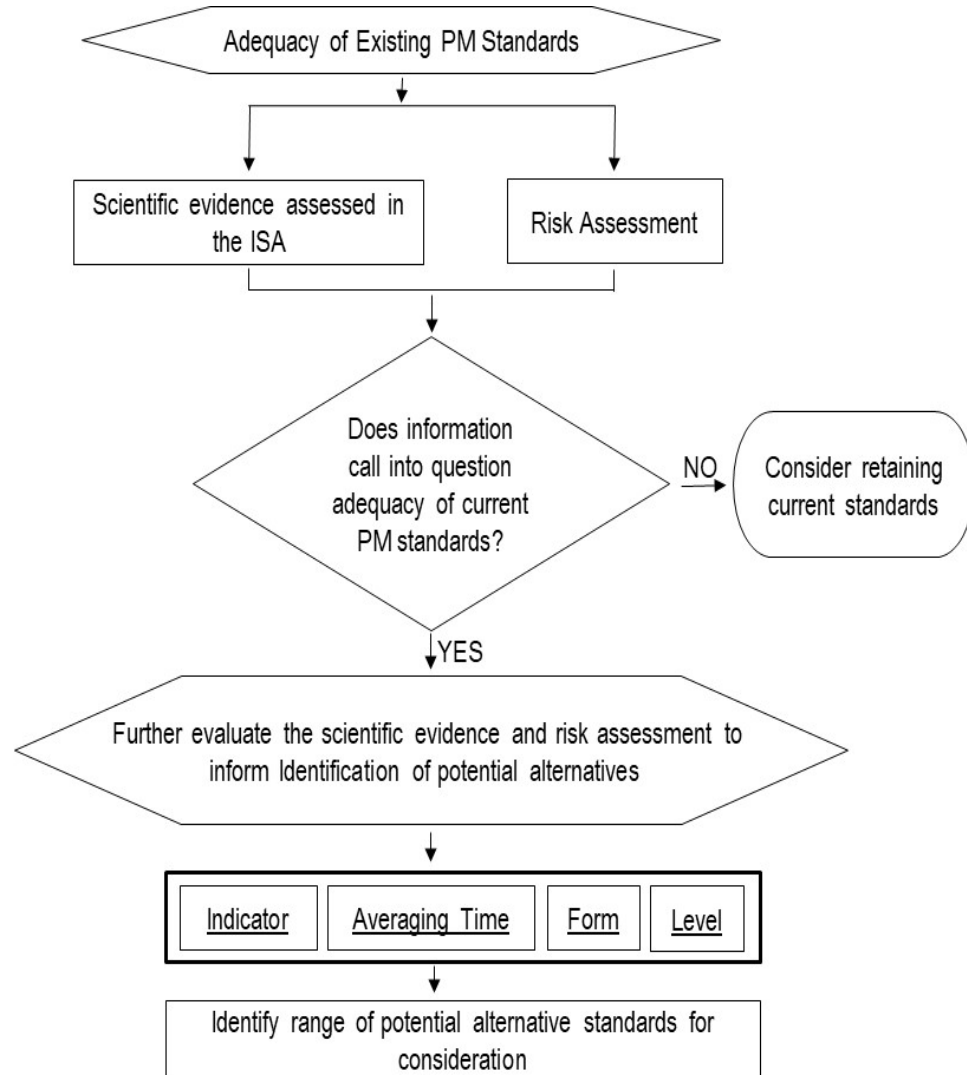 Adequacy of Existing PM Standards
Scientific evidence assessed in
the ISA
Risk Assessment
Does information
call into question
adequacy of current
PM standards?
NO
Consider retaining
current standards
YES
Further evaluate the scientific evidence and risk assessment to
inform Identification of potential alternatives
Indicator
Averaging Time
Form
Level
Identify range of potential alternative standards for
consideration